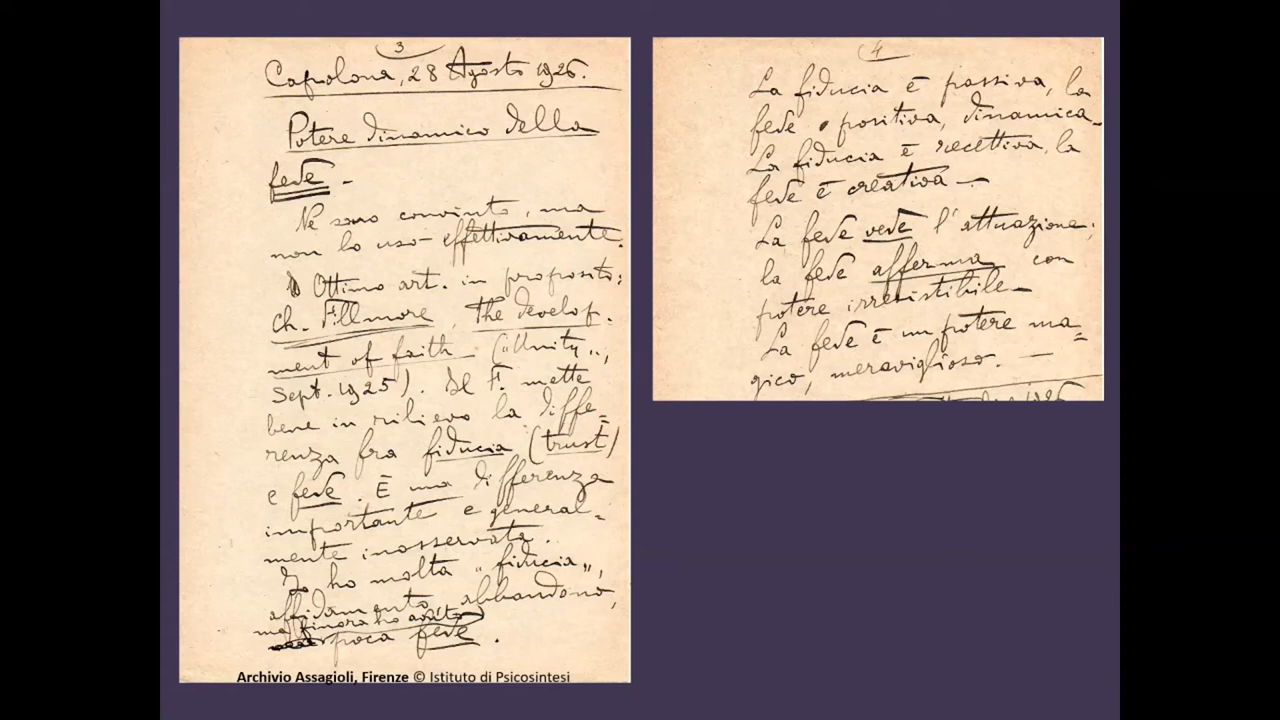 3
Capolona, 28 Agosto 1926.
Potere dinamico della
fede -
Ne sono convinto, ma
non lo uso effettivamente.
Ottimo art. in proposito:
Ch. Fillmore, The develop.
ment of faith ("Unity",
Sept. 1925). Il F. mette
bene in rilievo la diffe=
renza fra fiducia (trust)
e fede. È una differenza
importante e general=
mente inosservata.
Io ho molta "fiducia",
affidamento, abbandono,
ma finora ho avuto
poca fede.
Archivio Assagioli, Firenze © Istituto di Psicosintesi
4
La fiducia è passiva, la
fede positiva, dinamica -
La fiducia è recettiva, la
fede è creativa -
La fede vede l'attuazione;
la fede afferma con
potere irresistibile -
La fede è un potere ma=
gico, meraviglioso. -
1926